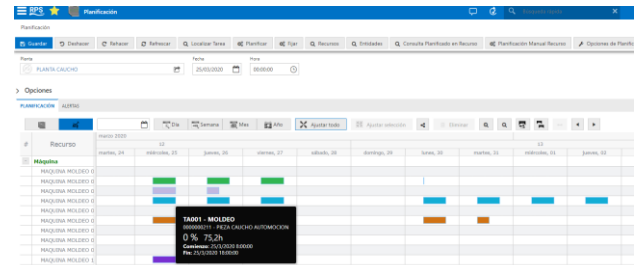 RPS Planificación
Planificación
Guardar Deshacer Rehacer Refrescar Localizar Tarea Planificar Fijar Recursos Entidades Consulta Planificado en Recurso Planificación Manual Recurso Opciones de Planific
Planta Fecha Hora
PLANTA CAUCHO 25/03/2020 00:00:00
Opciones
PLANIFICACIÓN ALERTAS
Día Semana Mes Año Ajustar todo Ajustar selección Eliminar
# Recurso marzo 2020
martes, 24 miércoles, 25 jueves, 26 viernes, 27 sábado, 28 domingo, 29 lunes, 30 martes, 31 miércoles, 01 jueves, 02
Máquina
MAQUINA MOLDEO 0
MAQUINA MOLDEO 0
MAQUINA MOLDEO 0
MAQUINA MOLDEO 0
MAQUINA MOLDEO 0
MAQUINA MOLDEO 0
MAQUINA MOLDEO 0
MAQUINA MOLDEO 0
MAQUINA MOLDEO 0
MAQUINA MOLDEO 1
TA001 - MOLDEO
0000000211 - PIEZA CAUCHO AUTOMOCION
0 % 75,2h
Comienzo: 25/3/2020 8:00:00
Fin: 25/3/2020 18:00:00